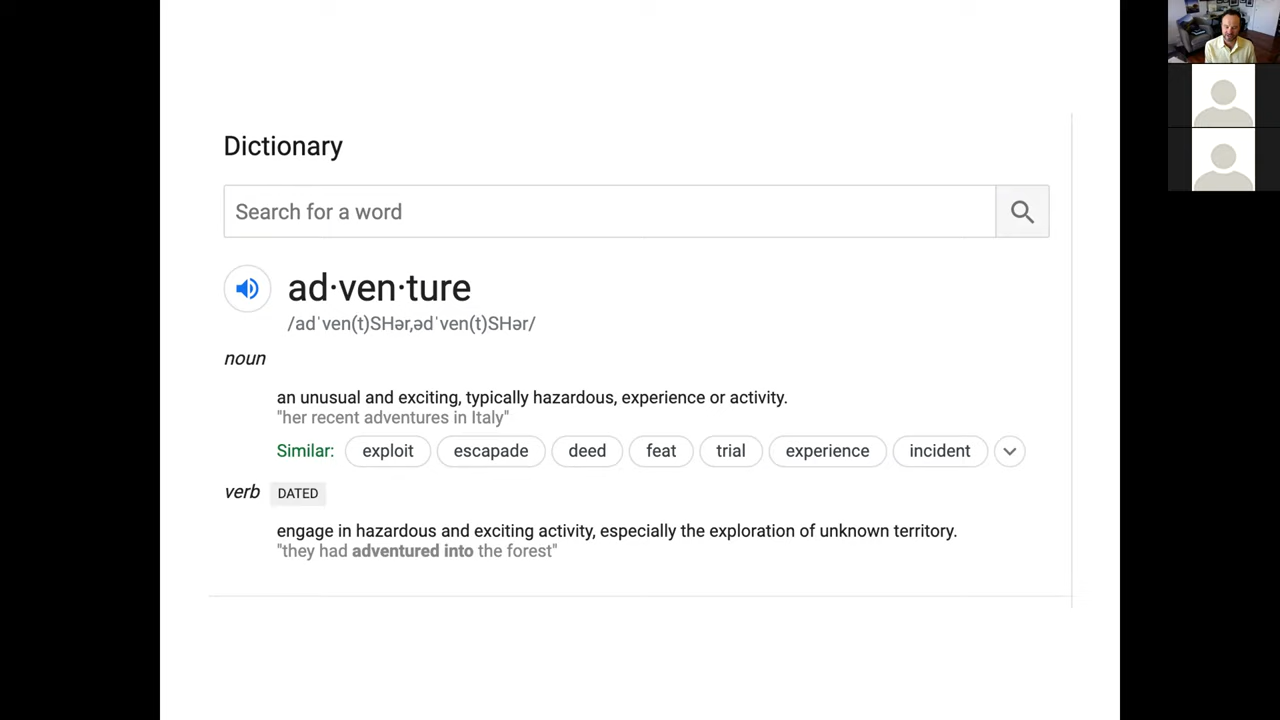 Dictionary
Search for a word
ad·ven·ture
/adˈven(t)SHər,ədˈven(t)SHər/
noun
an unusual and exciting, typically hazardous, experience or activity.
"her recent adventures in Italy"
Similar: exploit escapade deed feat trial experience incident
verb DATED
engage in hazardous and exciting activity, especially the exploration of unknown territory.
"they had adventured into the forest"